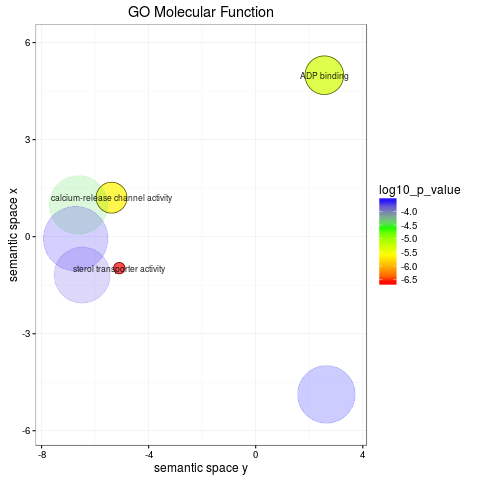 GO Molecular Function
6
3
0
-3
-6
semantic space x
ADP binding
calcium-release channel activity
sterol transporter activity
-8
-4
0
4
semantic space y
log10_p_value
-4.0
-4.5
-5.0
-5.5
-6.0
-6.5